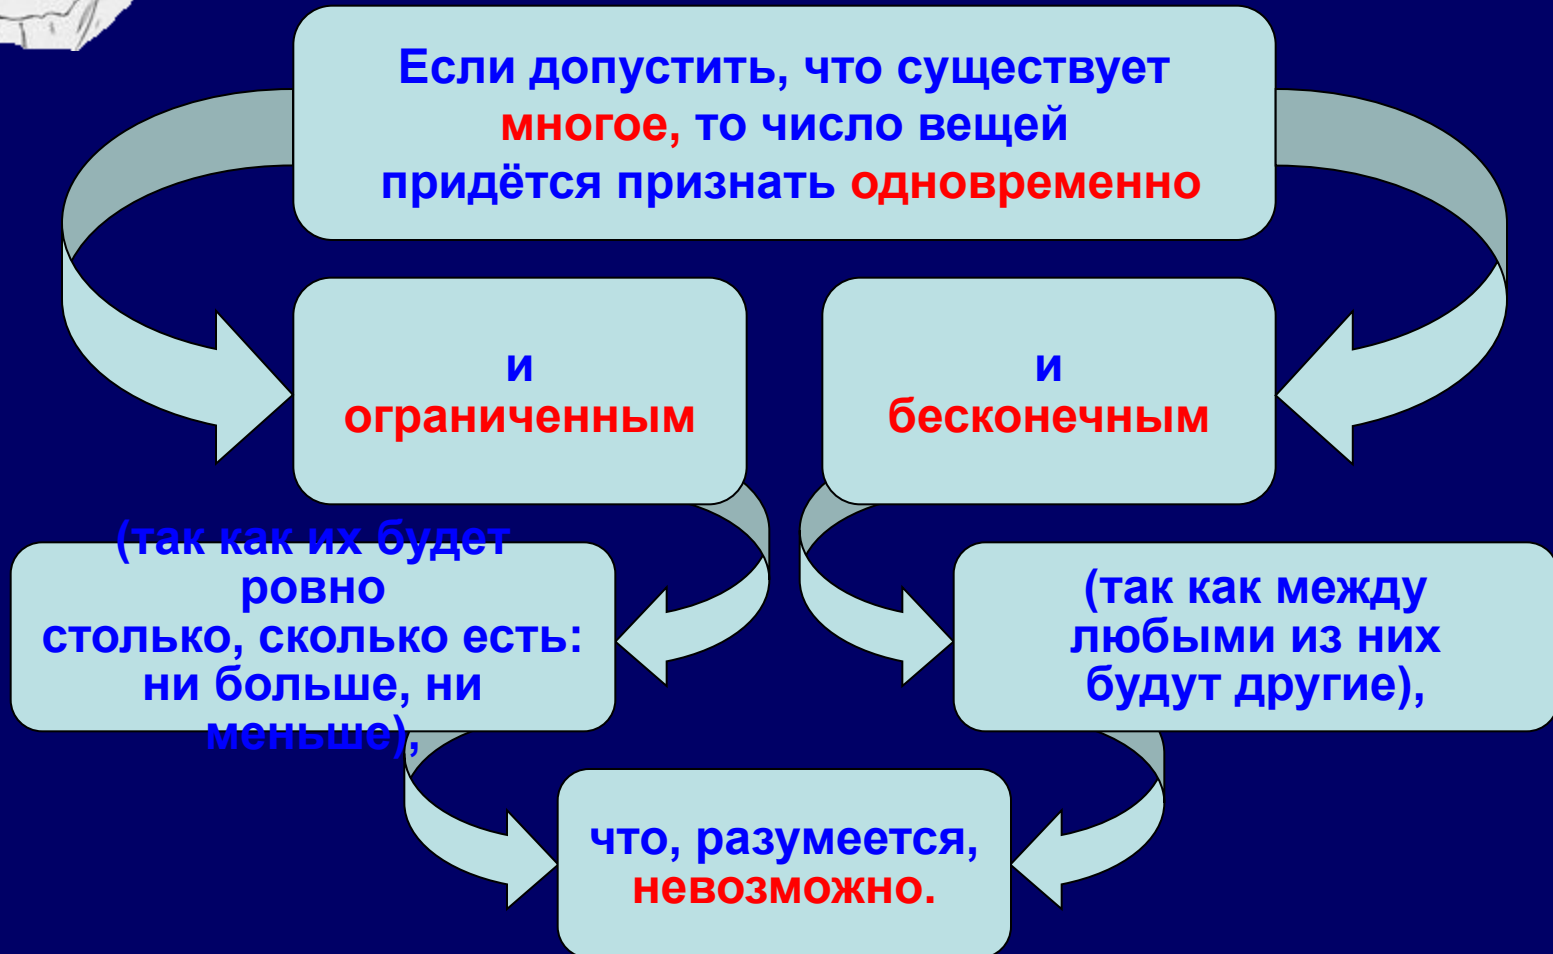 Если допустить, что существует
многое, то число вещей
придётся признать одновременно
и
ограниченным
и
бесконечным
(так как их будет
ровно
столько, сколько есть:
ни больше, ни
меньше),
(так как между
любыми из них
будут другие),
что, разумеется,
невозможно.